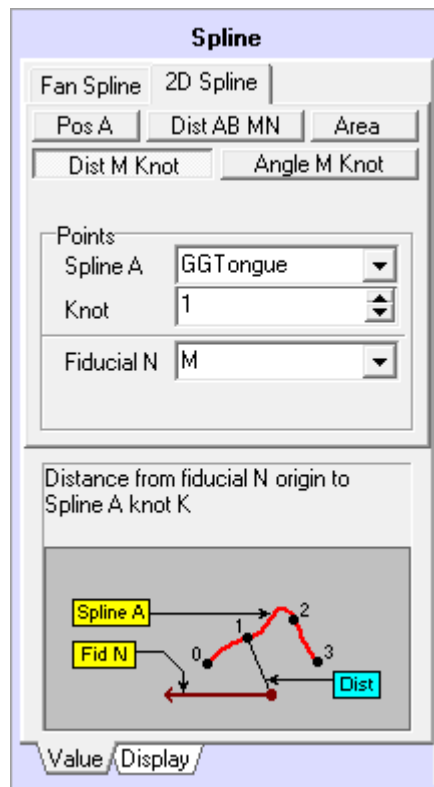 Spline
Fan Spline 2D Spline
Pos A Dist AB MN Area
Dist M Knot Angle M Knot
Points
Spline A GGTongue
Knot 1
Fiducial N M
Distance from fiducial N origin to
Spline A knot K
Spline A 1 2
Fid N 0 3
Dist
Value Display